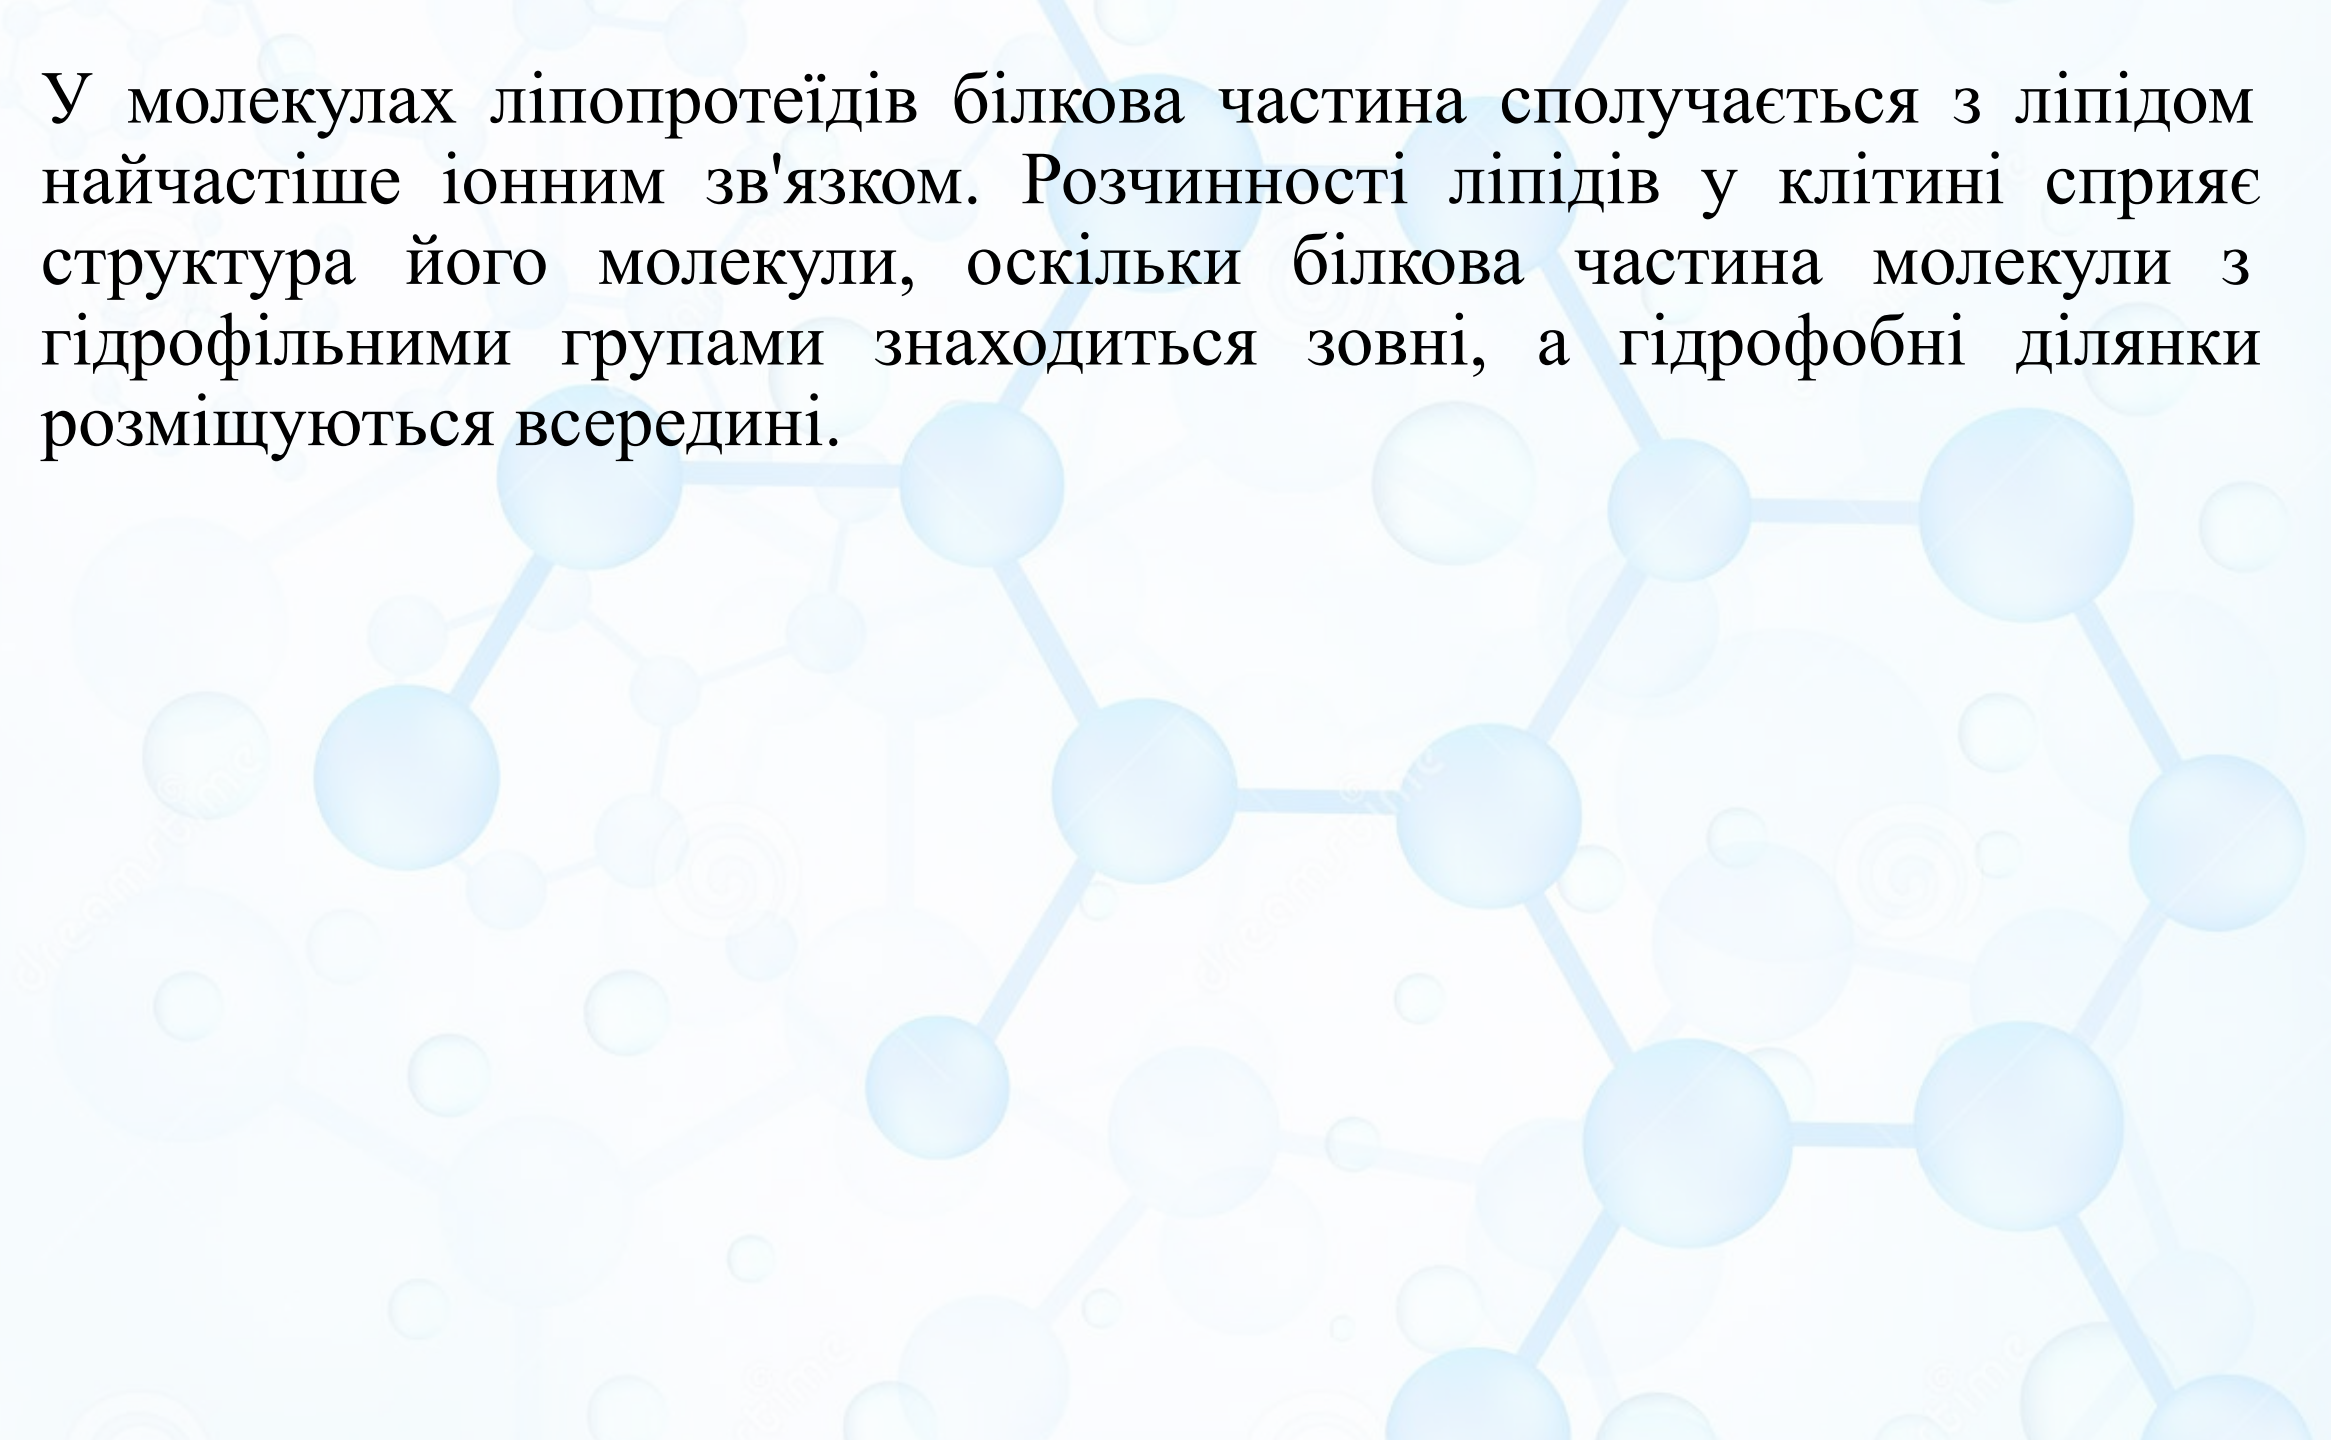 У молекулах ліпопротеїдів білкова частина сполучається з ліпідом
найчастіше іонним зв'язком. Розчинності ліпідів у клітині сприяє
структура його молекули, оскільки білкова частина молекули з
гідрофільними групами знаходиться зовні, а гідрофобні ділянки
розміщуються всередині.